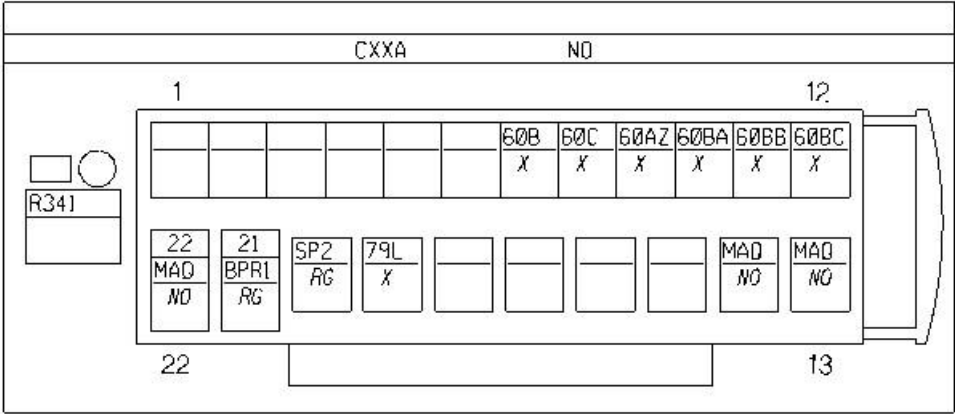 CXXA NO
1 12
60B 60C 60AZ 60BA 60BB 60BC
X X X X X X
R341
22 21
SP2 79L MAQ MAQ
MAQ BPR1
RG X NO NO
NO RG
22 13